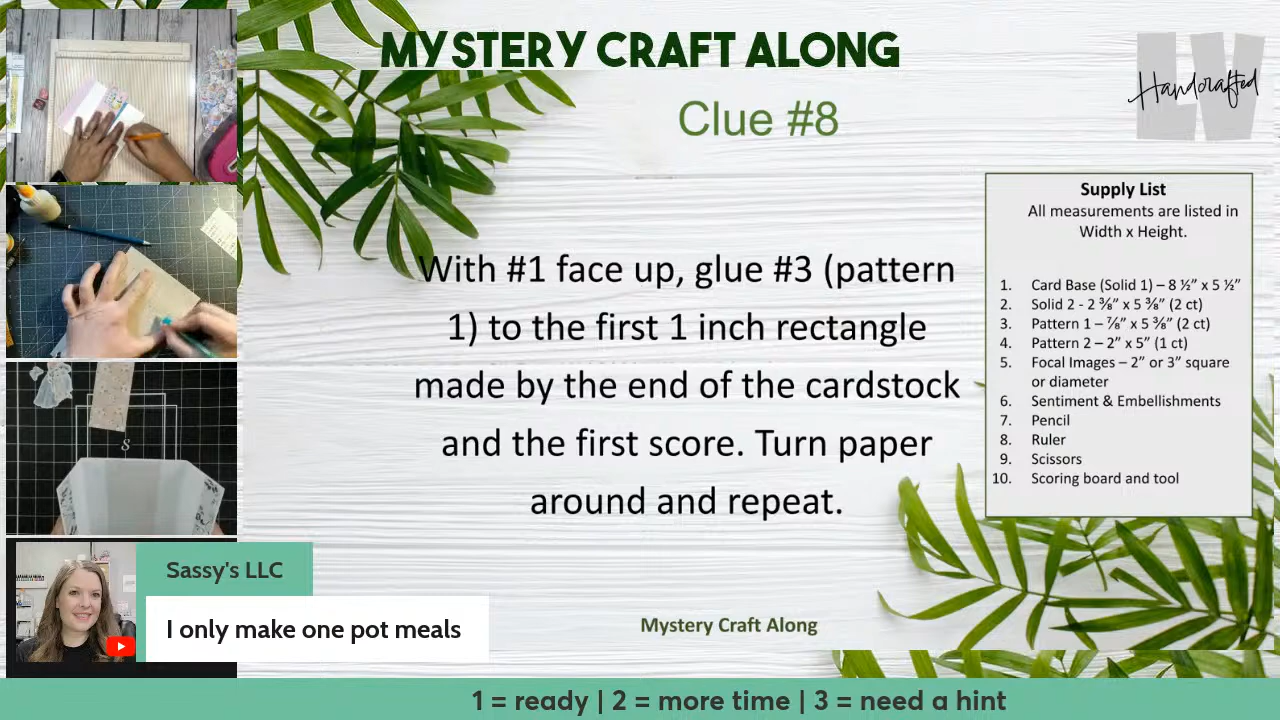 MYSTERY CRAFT ALONG
Clue #8
Handcrafted
With #1 face up, glue #3 (pattern
1) to the first 1 inch rectangle
made by the end of the cardstock
and the first score. Turn paper
around and repeat.
Supply List
All measurements are listed in
Width x Height.
1. Card Base (Solid 1) – 8 ½” x 5 ½”
2. Solid 2 - 2 ⅜” x 5 ⅜” (2 ct)
3. Pattern 1 – ⅞” x 5 ⅜” (2 ct)
4. Pattern 2 – 2” x 5” (1 ct)
5. Focal Images – 2” or 3” square
or diameter
6. Sentiment & Embellishments
7. Pencil
8. Ruler
9. Scissors
10. Scoring board and tool
Sassy's LLC
I only make one pot meals
Mystery Craft Along
1 = ready | 2 = more time | 3 = need a hint